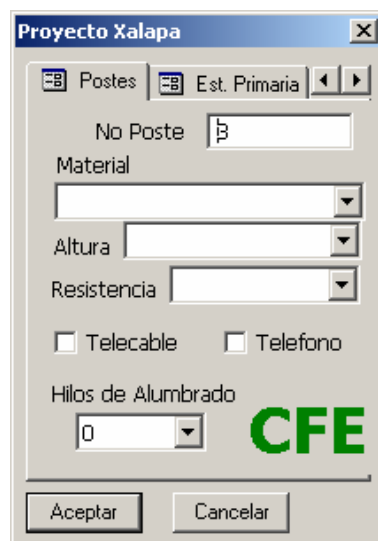 Proyecto Xalapa
Postes Est. Primaria
No Poste 3
Material
Altura
Resistencia
Telecable Telefono
Hilos de Alumbrado
0
CFE
Aceptar Cancelar